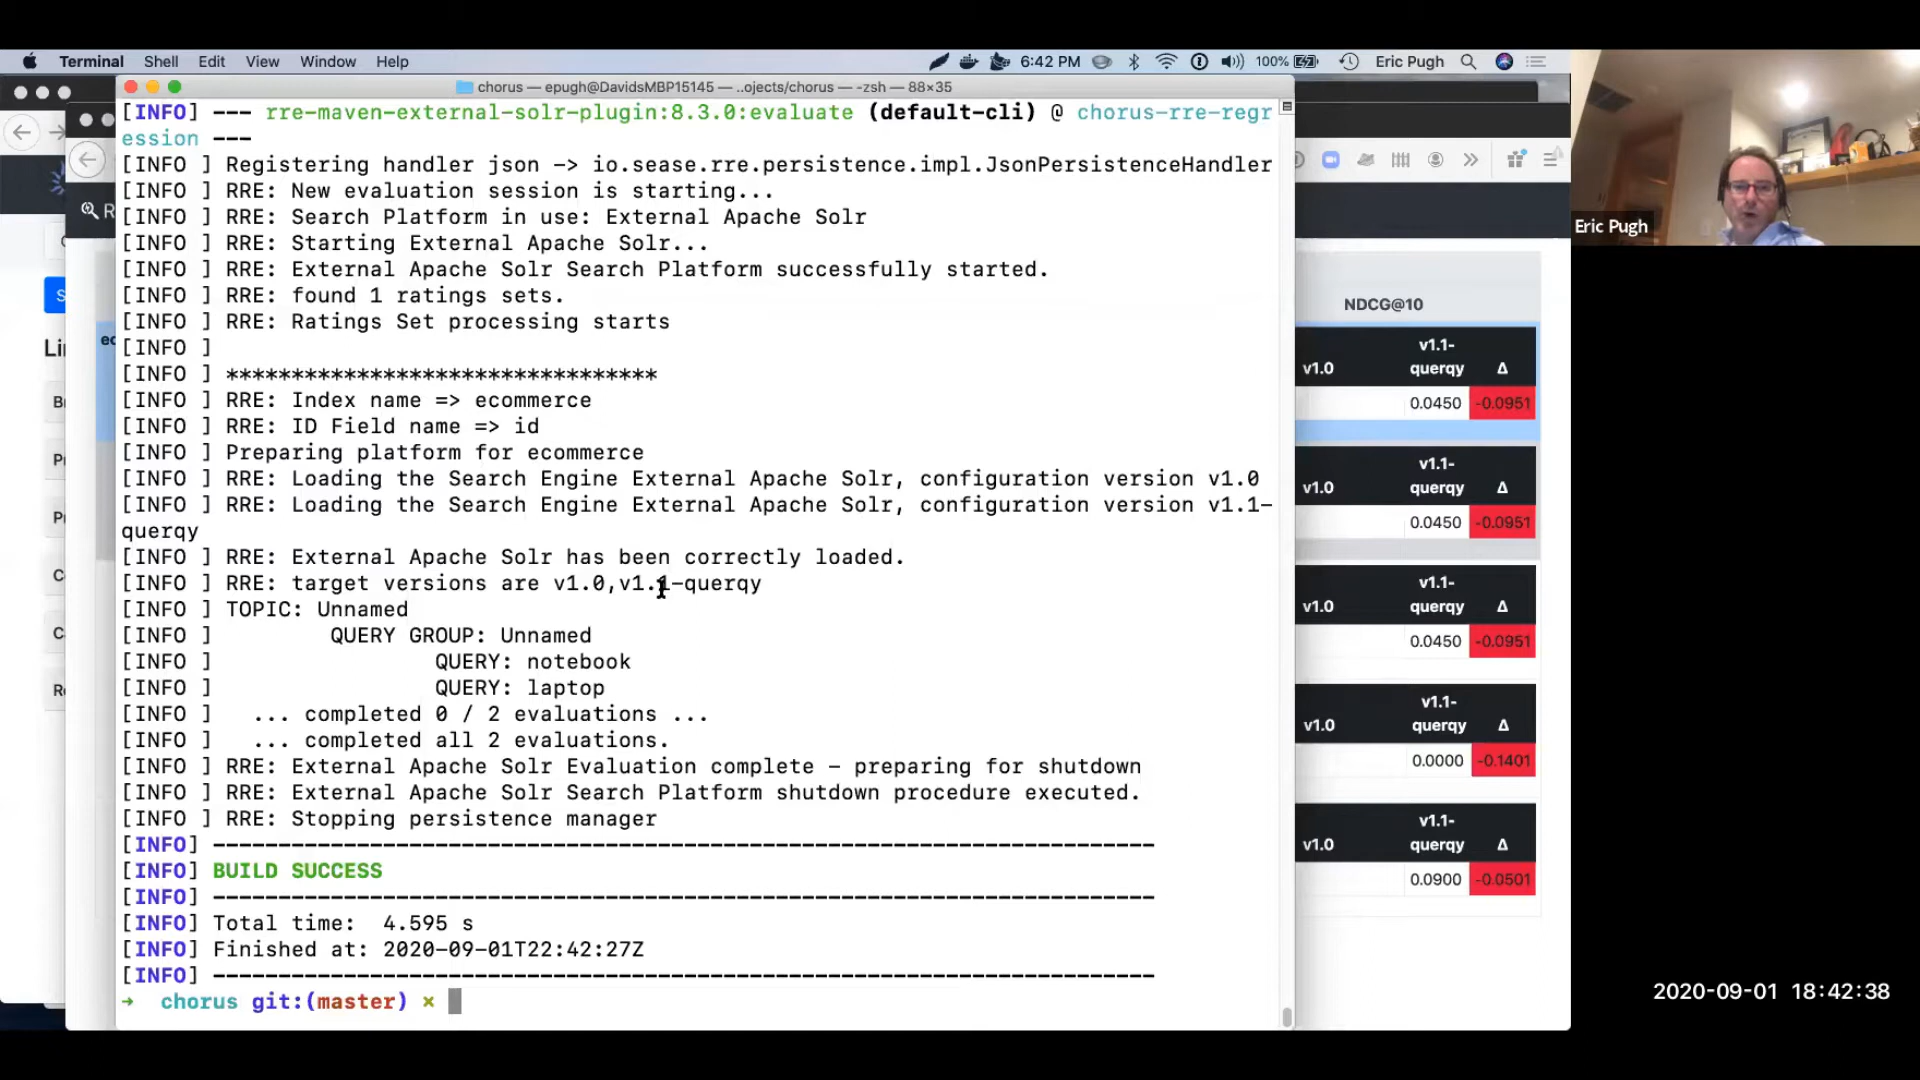 Terminal Shell Edit View Window Help 6:42 PM 100% Eric Pugh
chorus — epugh@DavidsMBP15145 — ..ojects/chorus — -zsh — 88×35
[INFO] --- rre-maven-external-solr-plugin:8.3.0:evaluate (default-cli) @ chorus-rre-regr
ession ---
[INFO ] Registering handler json -> io.sease.rre.persistence.impl.JsonPersistenceHandler
[INFO ] RRE: New evaluation session is starting...
[INFO ] RRE: Search Platform in use: External Apache Solr
[INFO ] RRE: Starting External Apache Solr...
[INFO ] RRE: External Apache Solr Search Platform successfully started.
[INFO ] RRE: found 1 ratings sets.
[INFO ] RRE: Ratings Set processing starts
[INFO ]
[INFO ] *********************************
[INFO ] RRE: Index name => ecommerce
[INFO ] RRE: ID Field name => id
[INFO ] Preparing platform for ecommerce
[INFO ] RRE: Loading the Search Engine External Apache Solr, configuration version v1.0
[INFO ] RRE: Loading the Search Engine External Apache Solr, configuration version v1.1-
querqy
[INFO ] RRE: External Apache Solr has been correctly loaded.
[INFO ] RRE: target versions are v1.0,v1.1-querqy
[INFO ] TOPIC: Unnamed
[INFO ] QUERY GROUP: Unnamed
[INFO ] QUERY: notebook
[INFO ] QUERY: laptop
[INFO ] ... completed 0 / 2 evaluations ...
[INFO ] ... completed all 2 evaluations.
[INFO ] RRE: External Apache Solr Evaluation complete - preparing for shutdown
[INFO ] RRE: External Apache Solr Search Platform shutdown procedure executed.
[INFO ] RRE: Stopping persistence manager
[INFO] ------------------------------------------------------------------------
[INFO] BUILD SUCCESS
[INFO] ------------------------------------------------------------------------
[INFO] Total time: 4.595 s
[INFO] Finished at: 2020-09-01T22:42:27Z
[INFO] ------------------------------------------------------------------------
→ chorus git:(master) ×
NDCG@10
v1.0 v1.1-querqy Δ
0.0450 -0.0951
v1.0 v1.1-querqy Δ
0.0450 -0.0951
v1.0 v1.1-querqy Δ
0.0450 -0.0951
v1.0 v1.1-querqy Δ
0.0000 -0.1401
v1.0 v1.1-querqy Δ
0.0900 -0.0501
Eric Pugh
2020-09-01 18:42:38